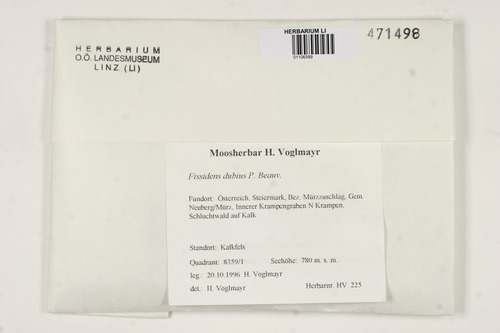 HERBARIUM
O.Ö. LANDESMUSEUM
LINZ (LI)
HERBARIUM LI
01106589
471498
Moosherbar H. Voglmayr
Fissidens dubius P. Beauv.
Fundort: Österreich. Steiermark, Bez. Mürzzuschlag, Gem.
Neuberg/Mürz, Innerer Krampengraben N Krampen.
Schluchtwald auf Kalk
Standort: Kalkfels
Quadrant: 8359/1 Seehöhe: 780 m. s. m.
leg.: 20.10.1996 H. Voglmayr
det.: H. Voglmayr Herbarnr. HV 225